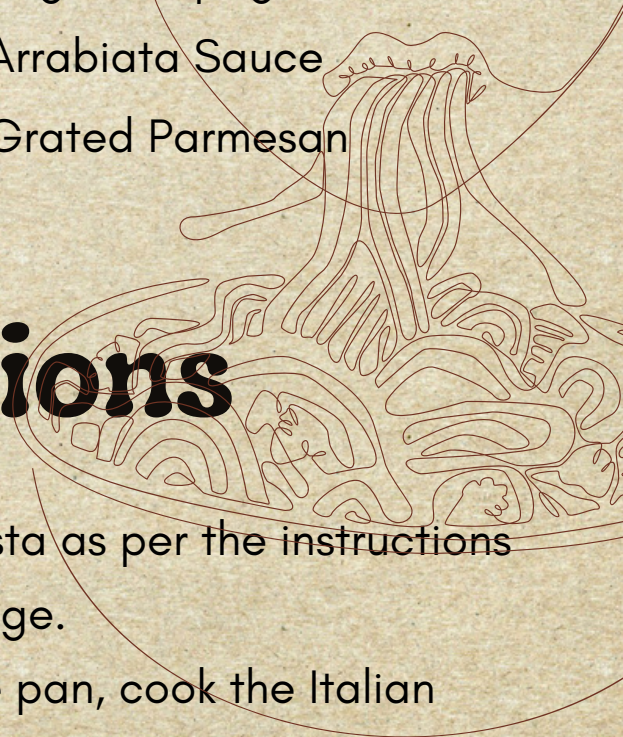 Arrabiata Sauce
Grated Parmesan
ions
sta as per the instructions
ge.
pan, cook the Italian